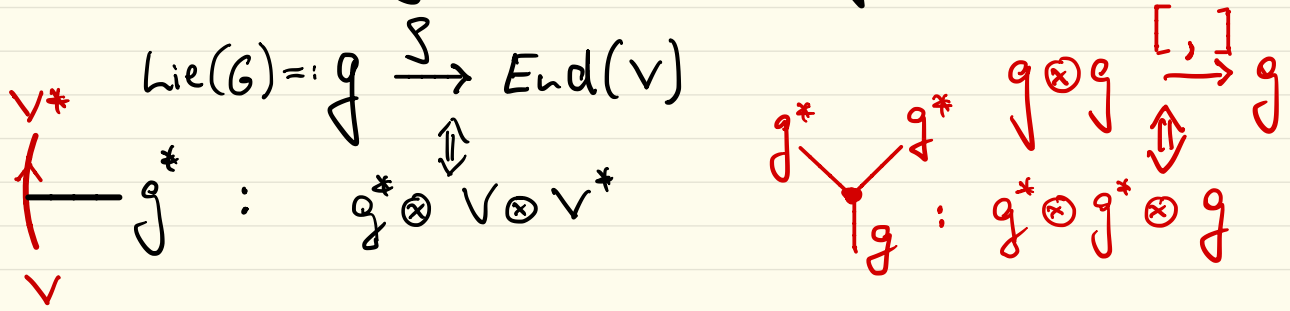 [ , ]
Lie(G) =: g ⟶ρ End(V) g ⊗ g ⟶ g
V* ⇕ g* g* ⇕
g* : g* ⊗ V ⊗ V* g : g* ⊗ g* ⊗ g
V